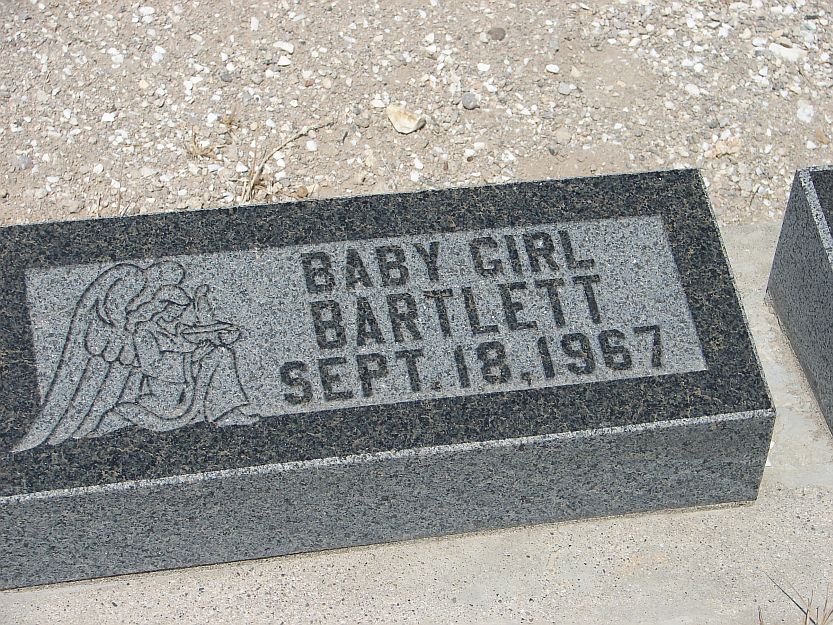 BABY GIRL
BARTLETT
SEPT. 18, 1967